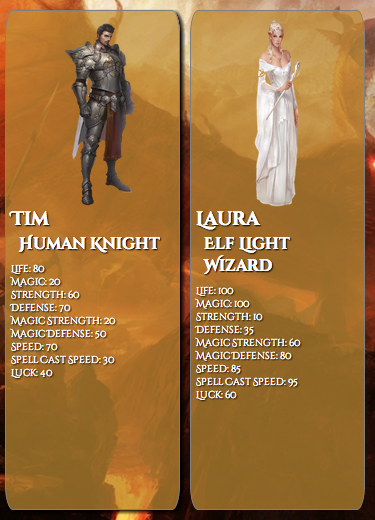 Tim
Human Knight
Life: 80
Magic: 20
Strength: 60
Defense: 70
Magic Strength: 20
Magic Defense: 50
Speed: 70
Spell Cast Speed: 30
Luck: 40
Laura
Elf Light
Wizard
Life: 100
Magic: 100
Strength: 10
Defense: 35
Magic Strength: 60
Magic Defense: 80
Speed: 85
Spell Cast Speed: 95
Luck: 60